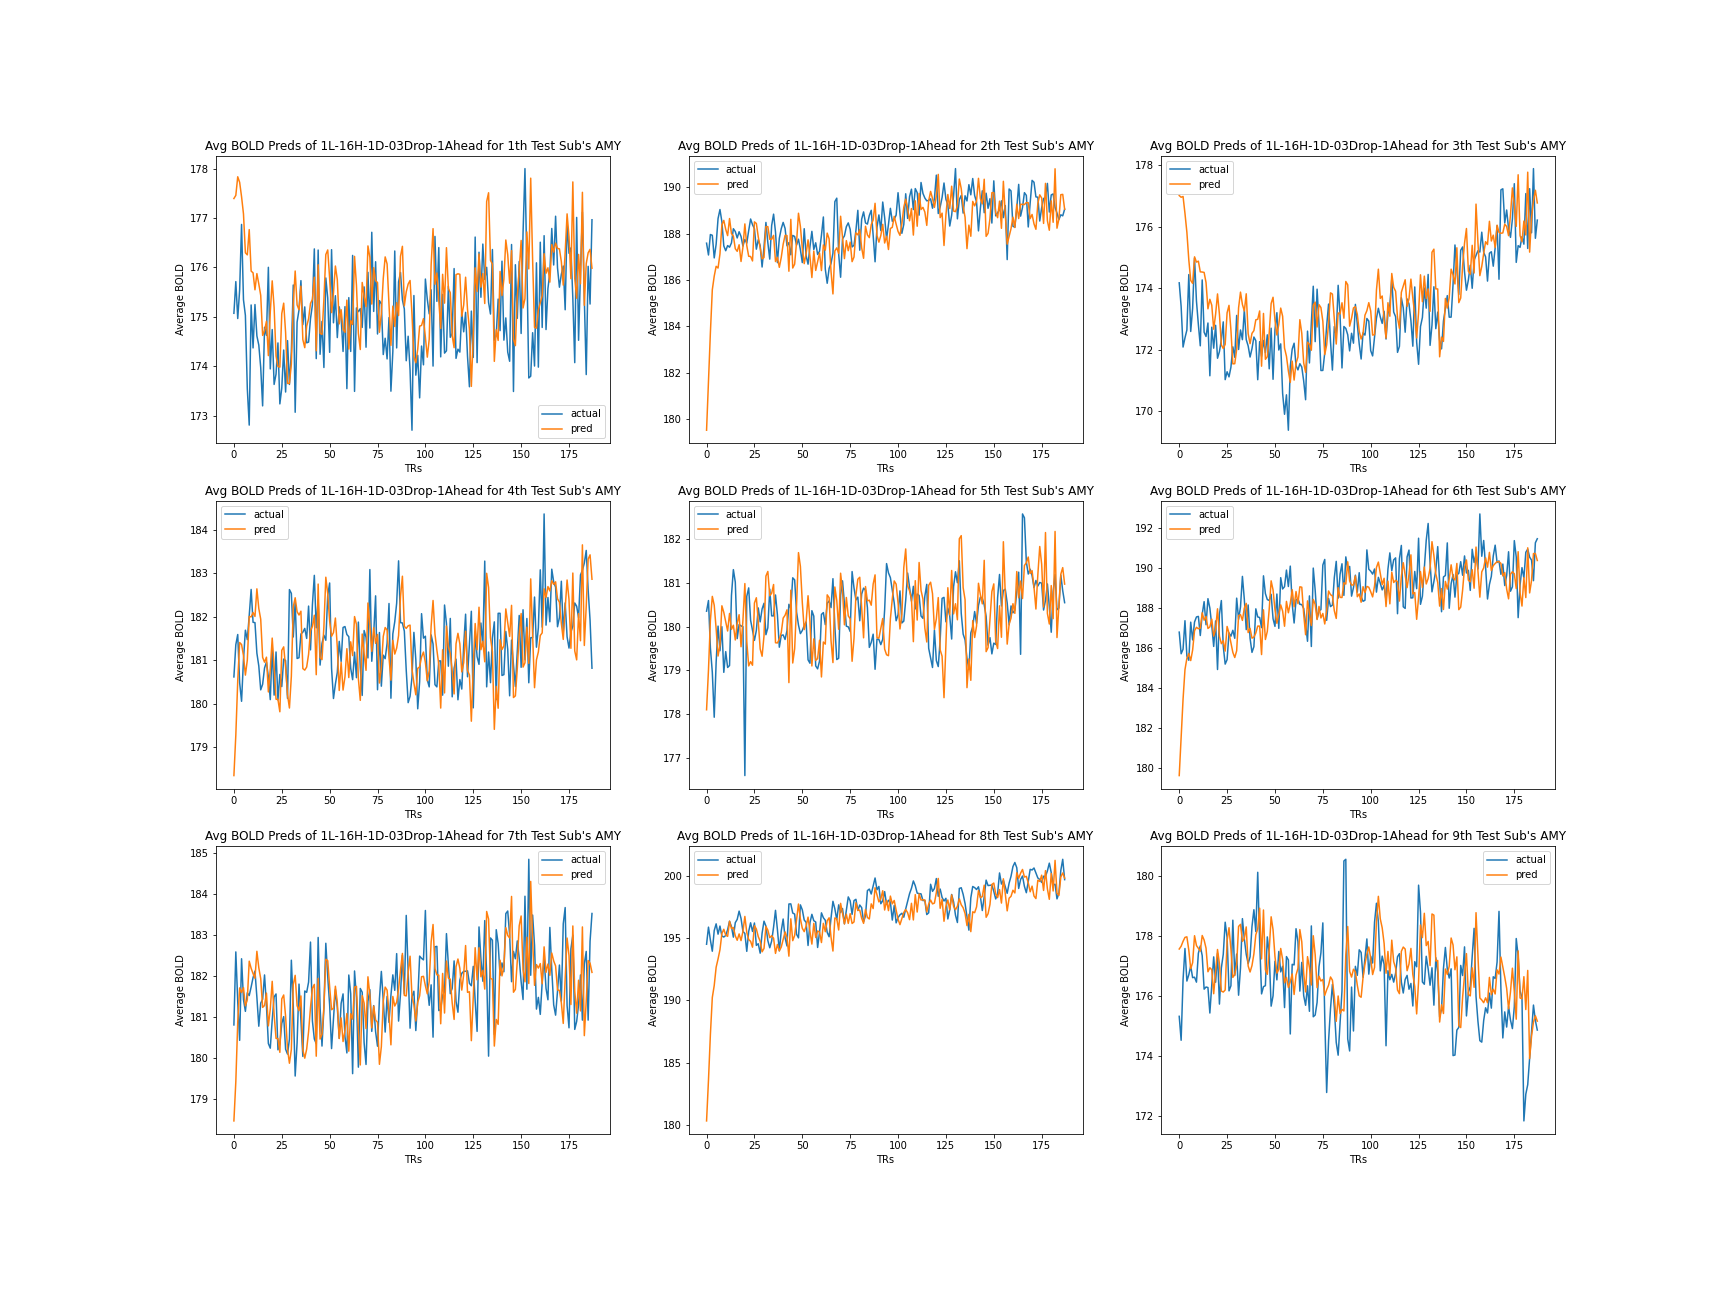 Avg BOLD Preds of 1L-16H-1D-03Drop-1Ahead for 1th Test Sub's AMY
178
177
176
175
174
173
Average BOLD
actual
pred
0 25 50 75 100 125 150 175
TRs
Avg BOLD Preds of 1L-16H-1D-03Drop-1Ahead for 2th Test Sub's AMY
actual
pred
190
188
186
184
182
180
Average BOLD
0 25 50 75 100 125 150 175
TRs
Avg BOLD Preds of 1L-16H-1D-03Drop-1Ahead for 3th Test Sub's AMY
actual
pred
178
176
174
172
170
Average BOLD
0 25 50 75 100 125 150 175
TRs
Avg BOLD Preds of 1L-16H-1D-03Drop-1Ahead for 4th Test Sub's AMY
actual
pred
184
183
182
181
180
179
Average BOLD
0 25 50 75 100 125 150 175
TRs
Avg BOLD Preds of 1L-16H-1D-03Drop-1Ahead for 5th Test Sub's AMY
actual
pred
182
181
180
179
178
177
Average BOLD
0 25 50 75 100 125 150 175
TRs
Avg BOLD Preds of 1L-16H-1D-03Drop-1Ahead for 6th Test Sub's AMY
actual
pred
192
190
188
186
184
182
180
Average BOLD
0 25 50 75 100 125 150 175
TRs
Avg BOLD Preds of 1L-16H-1D-03Drop-1Ahead for 7th Test Sub's AMY
actual
pred
185
184
183
182
181
180
179
Average BOLD
0 25 50 75 100 125 150 175
TRs
Avg BOLD Preds of 1L-16H-1D-03Drop-1Ahead for 8th Test Sub's AMY
actual
pred
200
195
190
185
180
Average BOLD
0 25 50 75 100 125 150 175
TRs
Avg BOLD Preds of 1L-16H-1D-03Drop-1Ahead for 9th Test Sub's AMY
actual
pred
180
178
176
174
172
Average BOLD
0 25 50 75 100 125 150 175
TRs